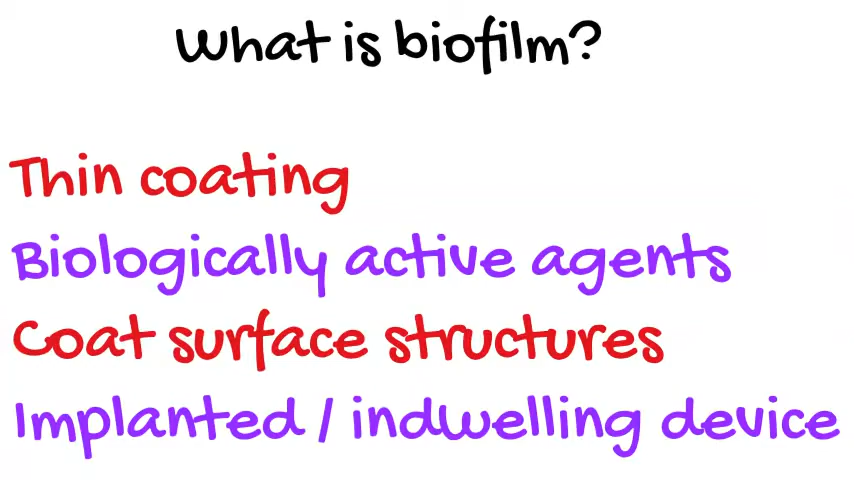 What is biofilm?
Thin coating
Biologically active agents
Coat surface structures
Implanted / indwelling device